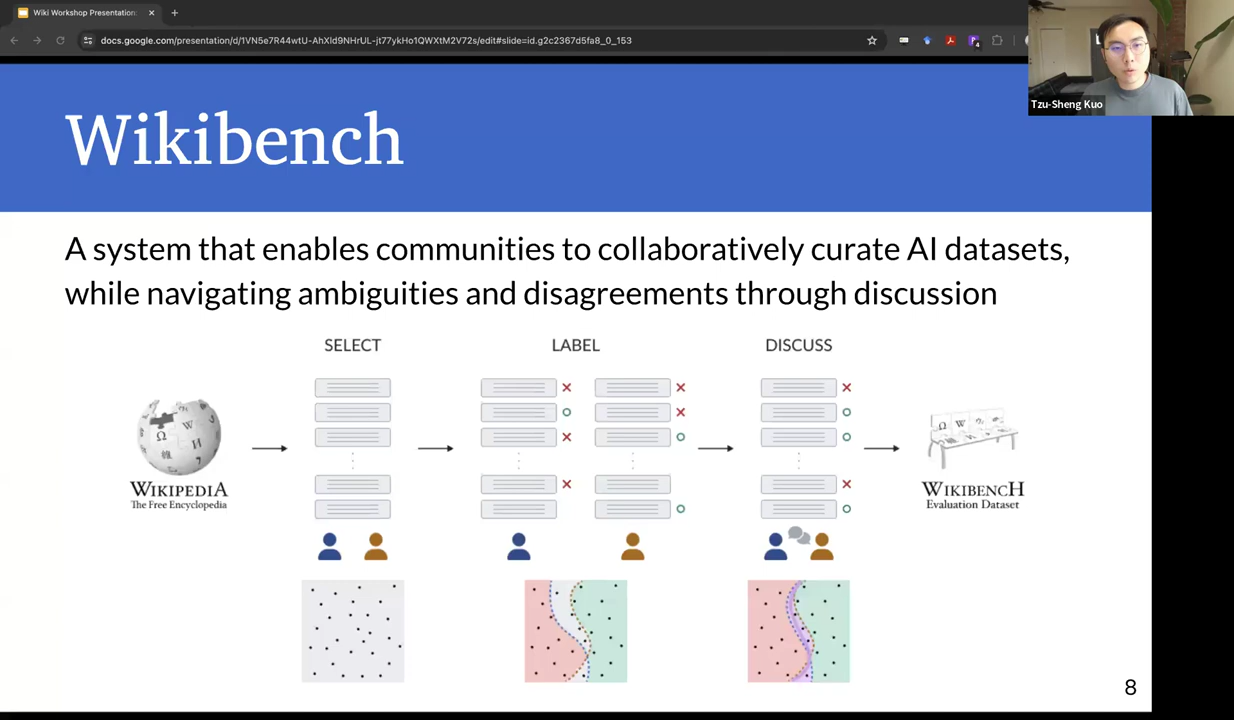 Wiki Workshop Presentation
docs.google.com/presentation/d/1VN5e7R44wtU-AhXld9NHrUL-jt77ykHo1QWXtM2V72s/edit#slide=id.g2c2367d5fa8_0_153
Tzu-Sheng Kuo
Wikibench
A system that enables communities to collaboratively curate AI datasets,
while navigating ambiguities and disagreements through discussion
SELECT
LABEL
DISCUSS
WIKIPEDIA
The Free Encyclopedia
WIKIBENCH
Evaluation Dataset
8